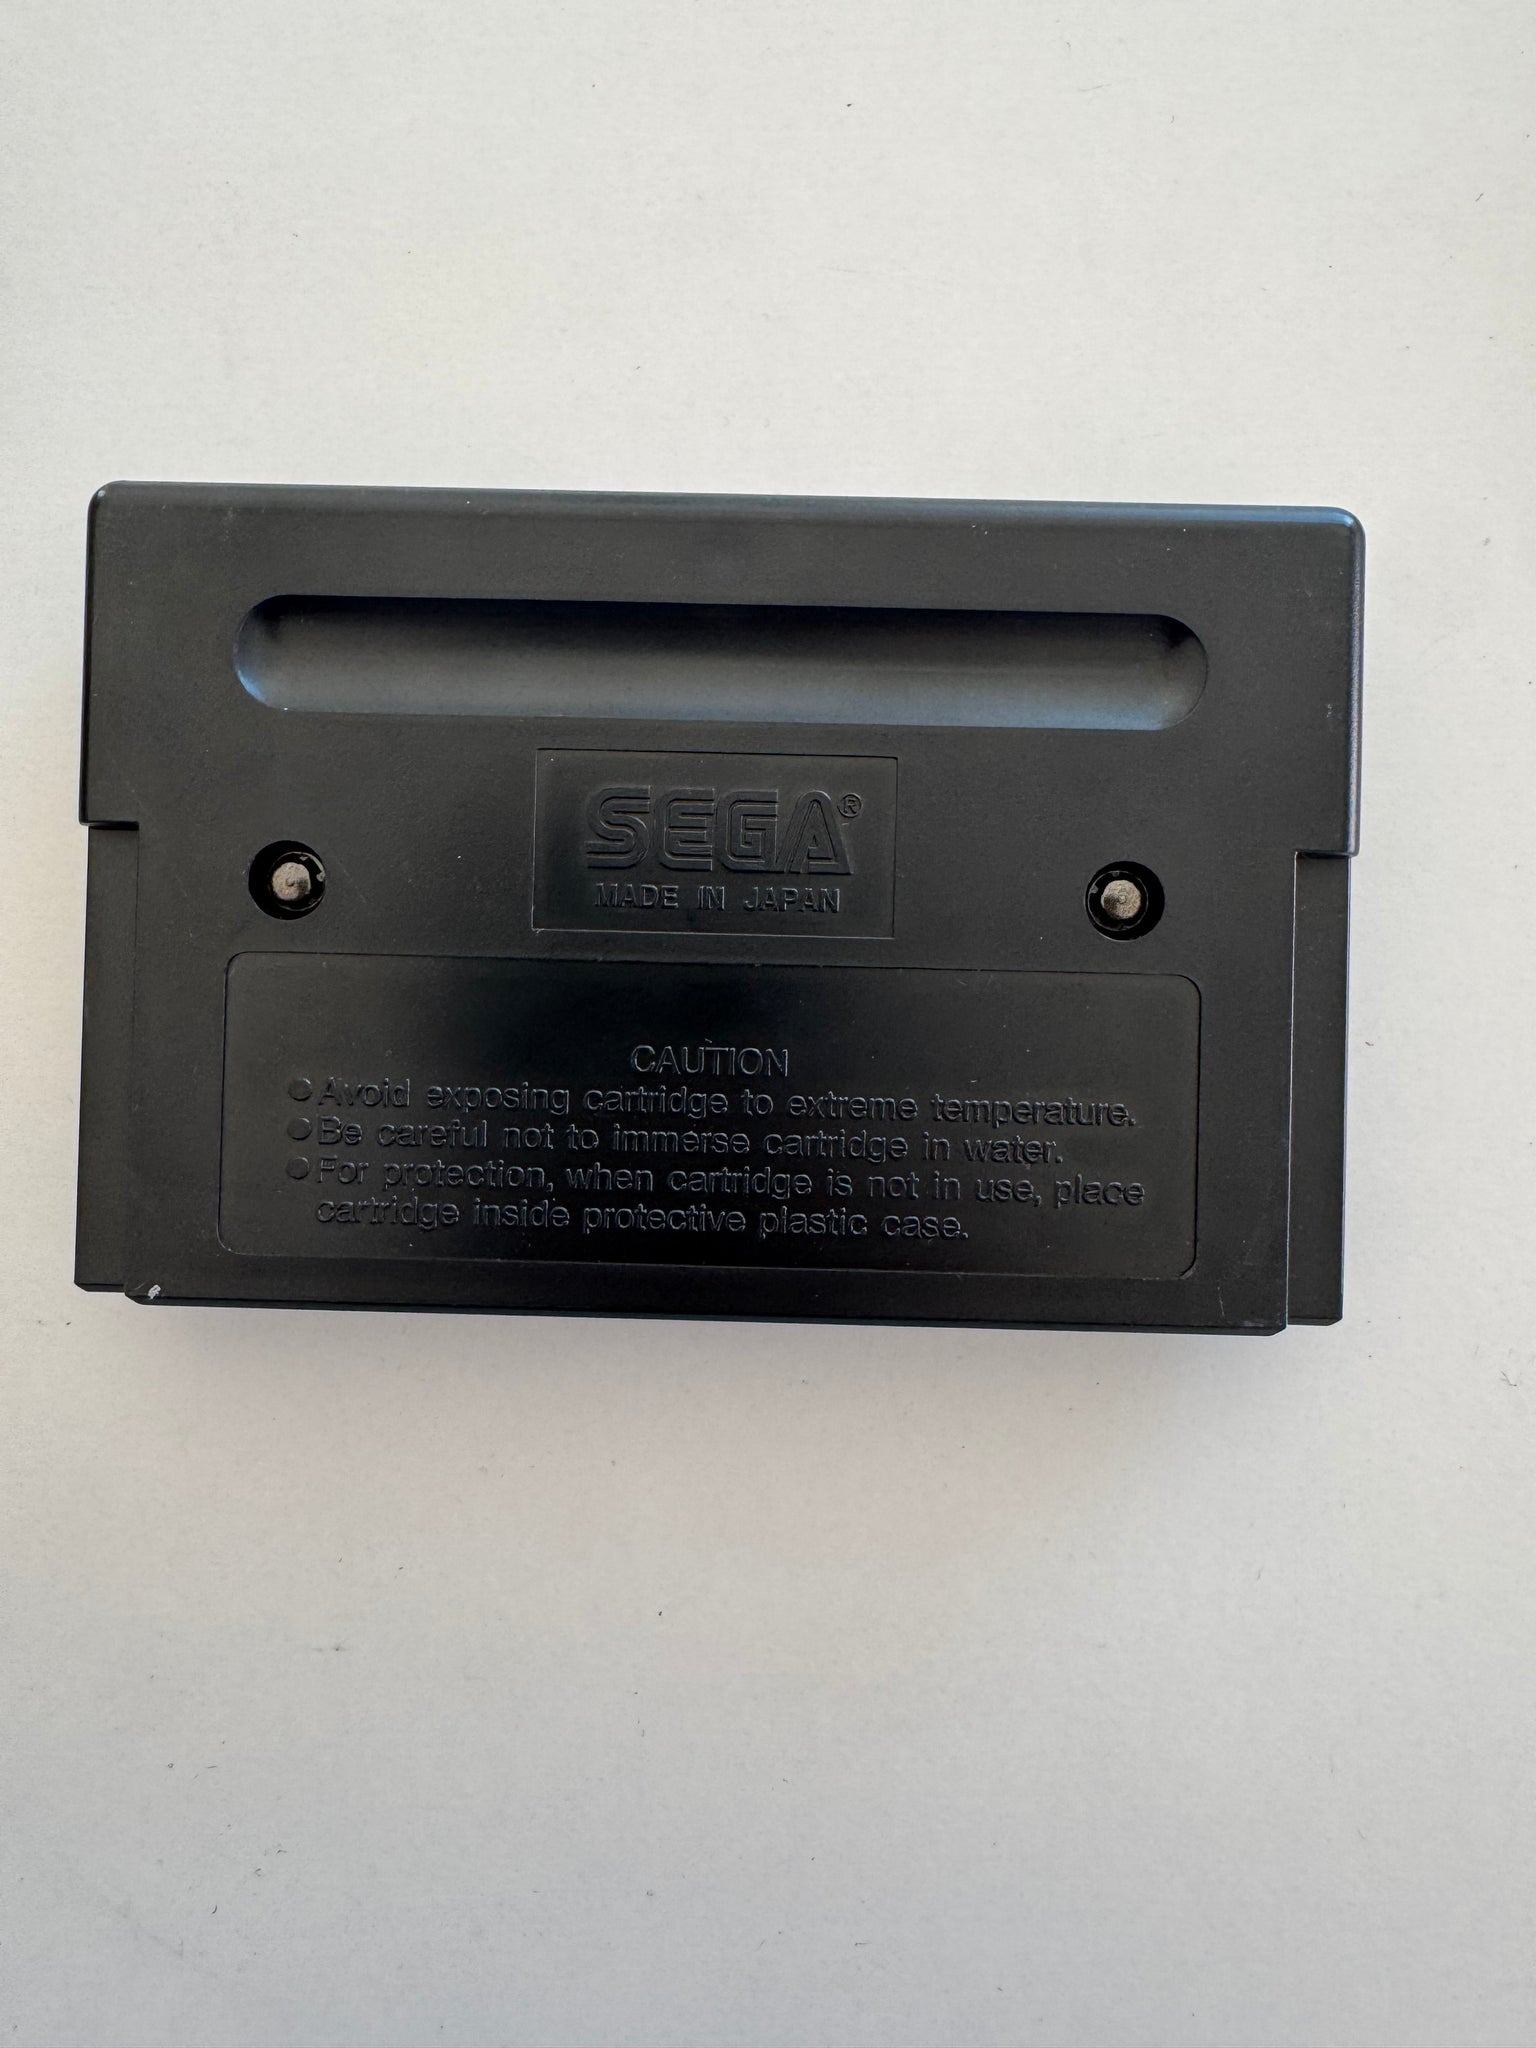 SEGA®
MADE IN JAPAN
CAUTION
●Avoid exposing cartridge to extreme temperature.
●Be careful not to immerse cartridge in water.
●For protection, when cartridge is not in use, place
cartridge inside protective plastic case.